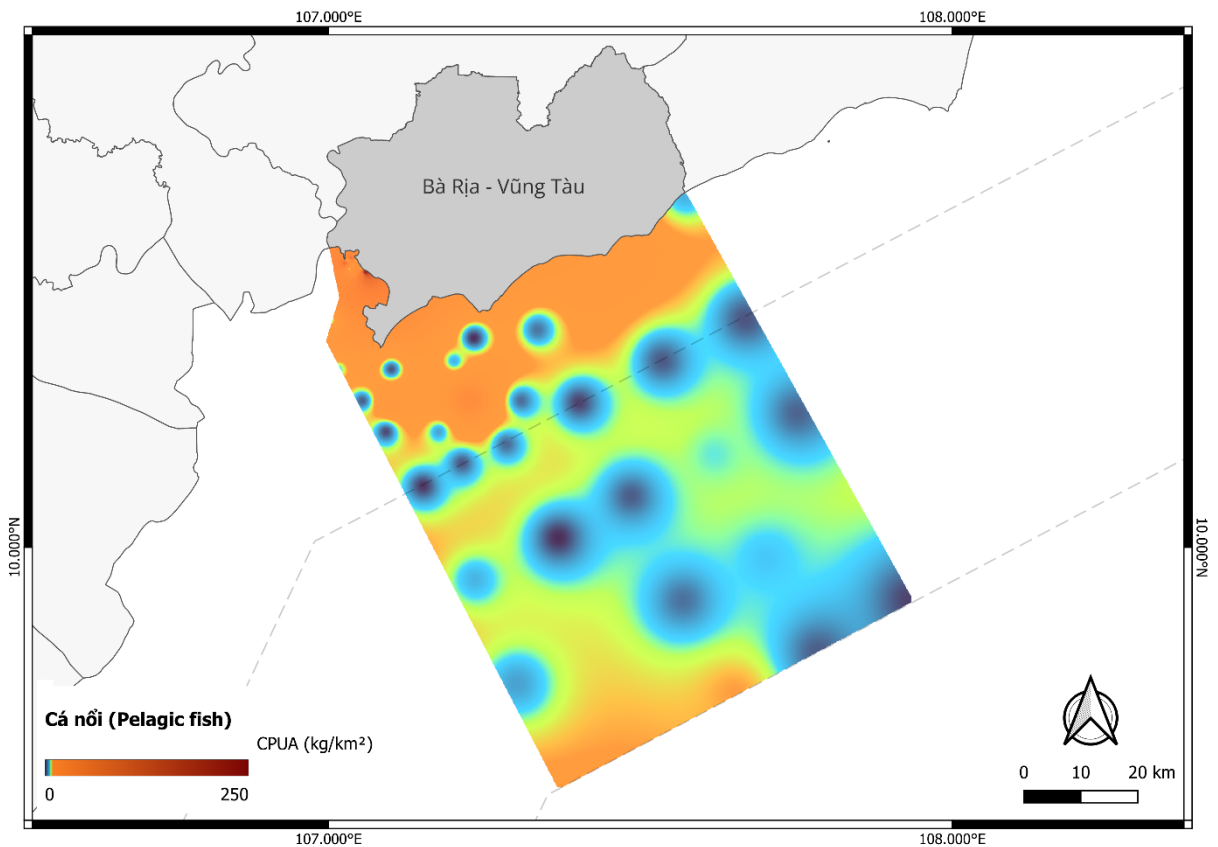 107.000°E 108.000°E
Bà Rịa - Vũng Tàu
10.000°N 10.000°N
Cá nổi (Pelagic fish)
CPUA (kg/km²)
0 250
0 10 20 km
107.000°E 108.000°E